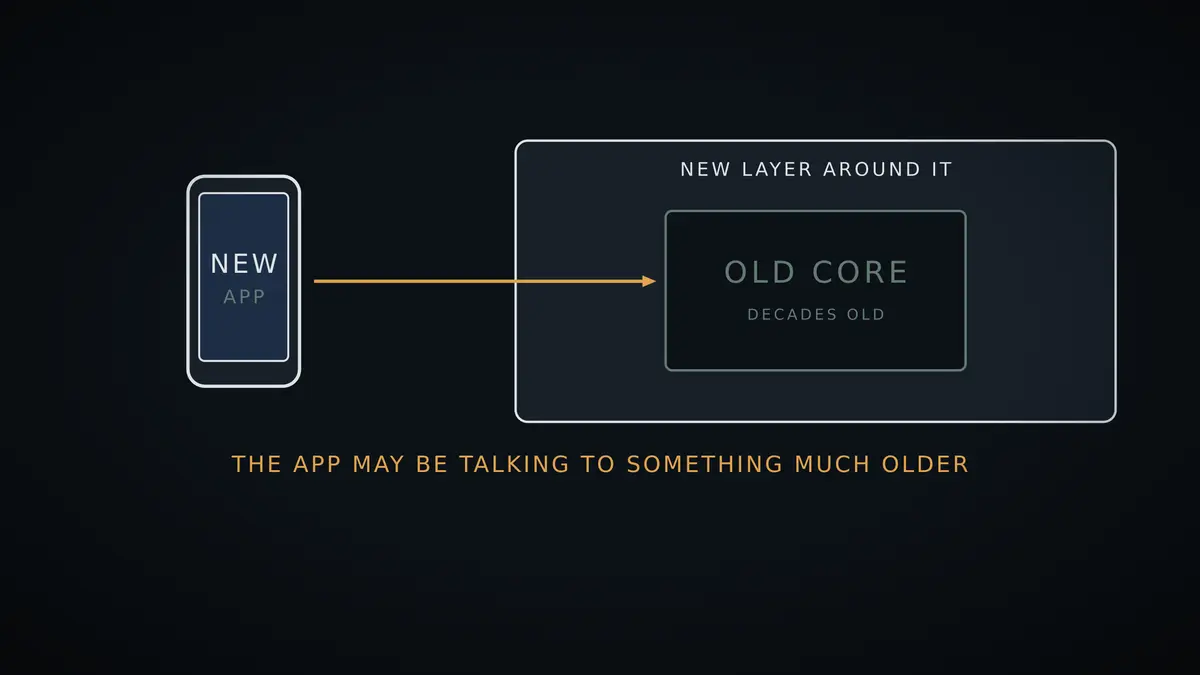 NEW LAYER AROUND IT
NEW
APP
OLD CORE
DECADES OLD
THE APP MAY BE TALKING TO SOMETHING MUCH OLDER